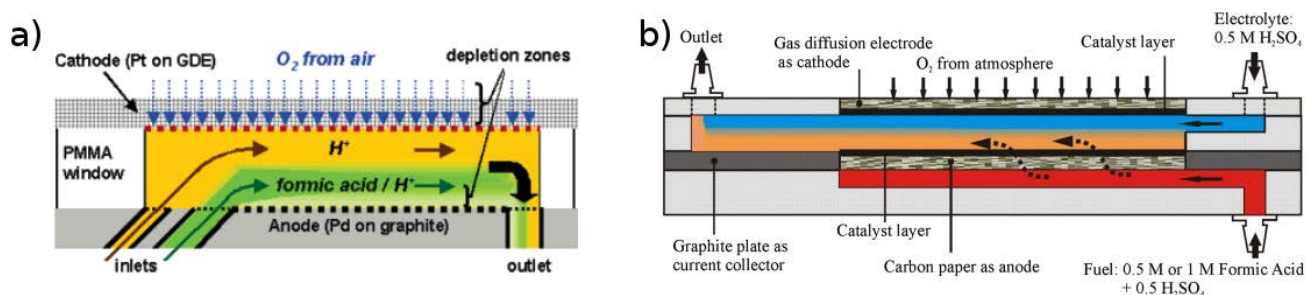 a)
O₂ from air
depletion zones
Cathode (Pt on GDE)
PMMA
window
H⁺
formic acid / H⁺
Anode (Pd on graphite)
inlets
outlet
b)
Outlet
Gas diffusion electrode
as cathode
O₂ from atmosphere
Catalyst layer
Electrolyte:
0.5 M H₂SO₄
Graphite plate as
current collector
Catalyst layer
Carbon paper as anode
Fuel: 0.5 M or 1 M Formic Acid
+ 0.5 H₂SO₄